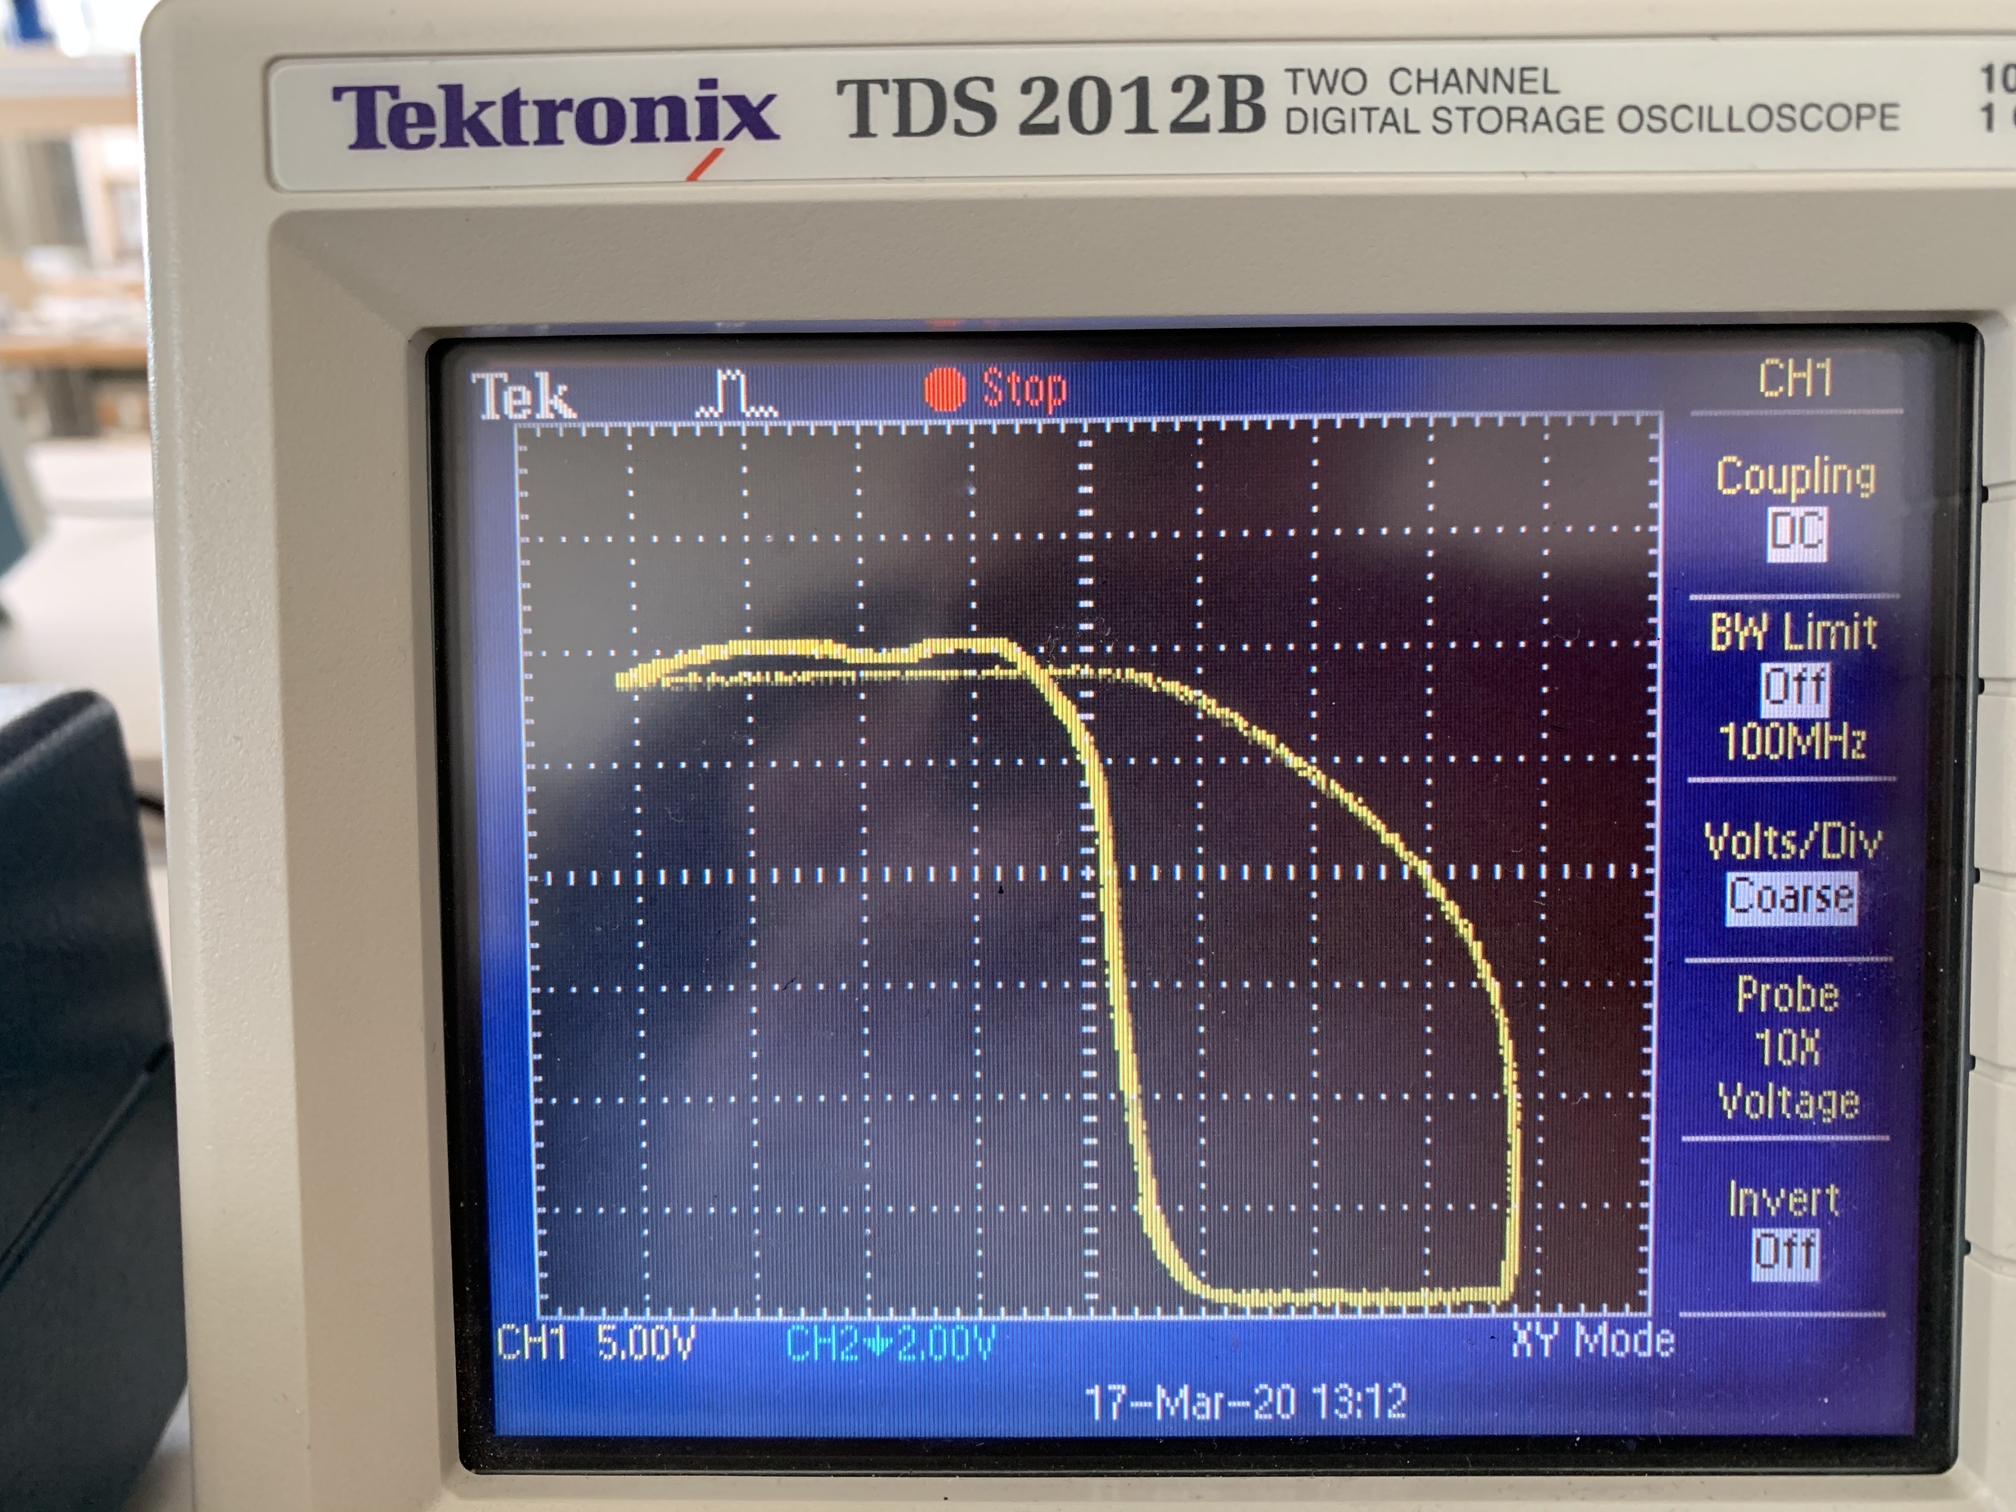 Tektronix TDS 2012B TWO CHANNEL
DIGITAL STORAGE OSCILLOSCOPE
10
1
Tek Stop
CH1
Coupling
DC
BW Limit
Off
100MHz
Volts/Div
Coarse
Probe
10X
Voltage
Invert
Off
CH1 5.00V CH2 2.00V XY Mode
17-Mar-20 13:12